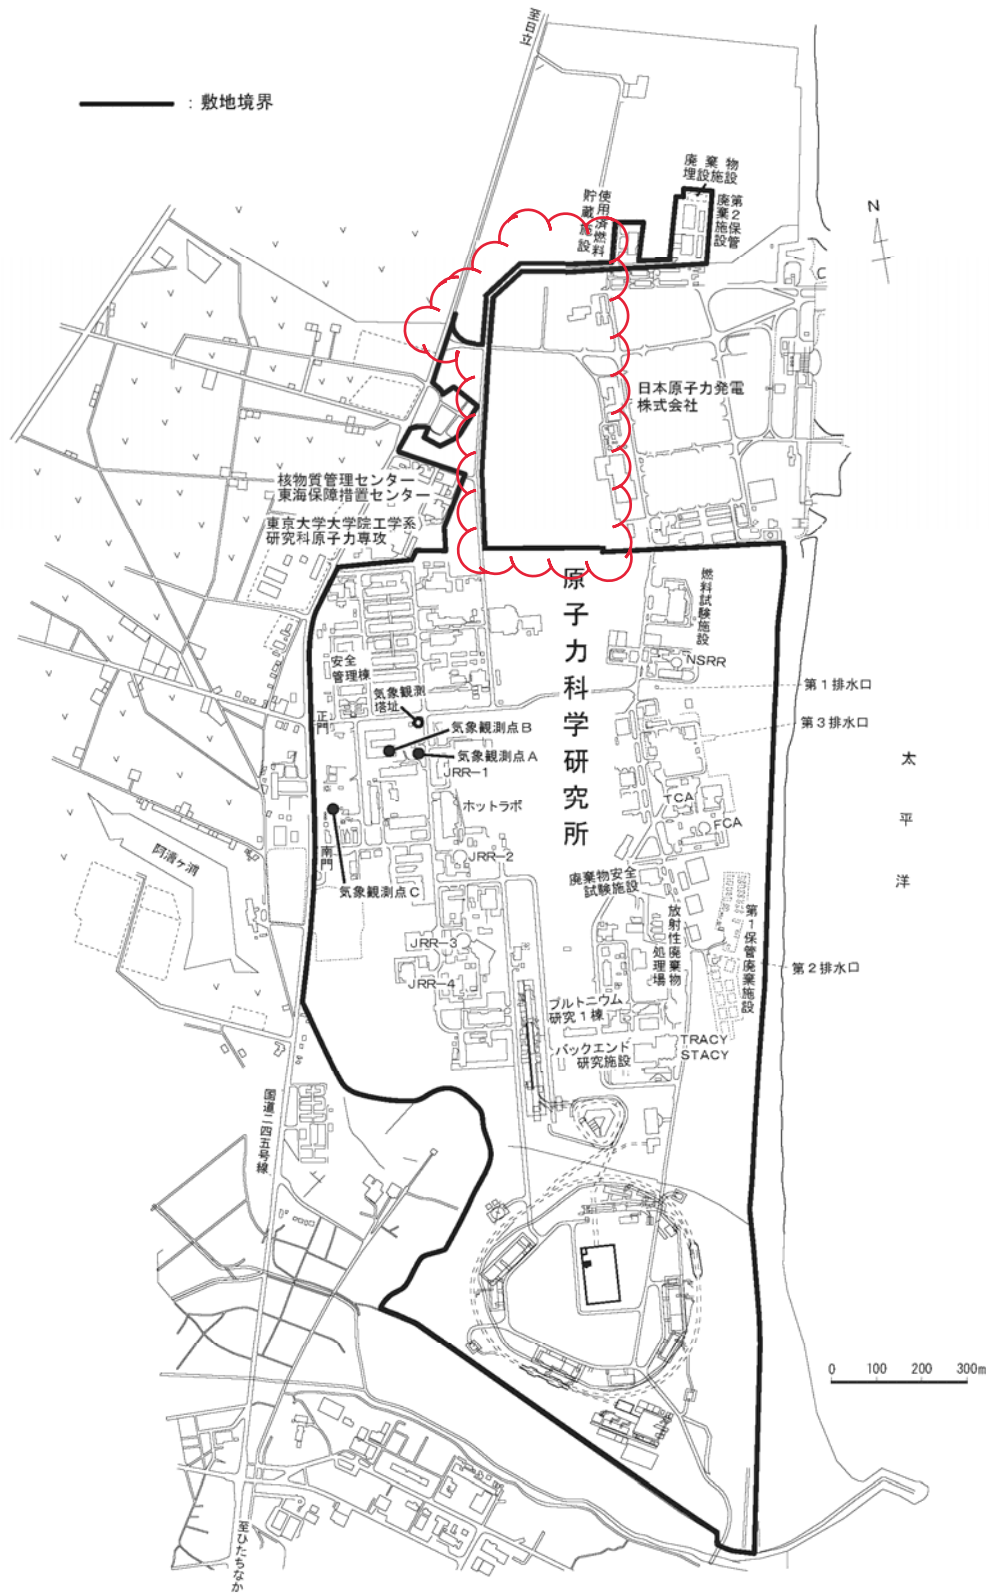 至日立
：敷地境界
廃棄物
埋設施設
使用済燃料
貯蔵施設
第2保管
廃棄施設
N
日本原子力発電
株式会社
核物質管理センター
東海保障措置センター
東京大学大学院工学系
研究科原子力専攻
原子力科学研究所
燃料試験施設
NSRR
安全
管理棟
気象観測
塔址
第1排水口
正門
気象観測点B
第3排水口
気象観測点A
JRR-1
太平洋
TCA
ホットラボ
FCA
阿漕ヶ浦
南門
JRR-2
気象観測点C
廃棄物安全
試験施設
放射性廃棄物
処理場
第1保管廃棄施設
JRR-3
第2排水口
JRR-4
プルトニウム
研究1棟
バックエンド
研究施設
TRACY
STACY
国道二四五号線
0 100 200 300m
至ひたちなか